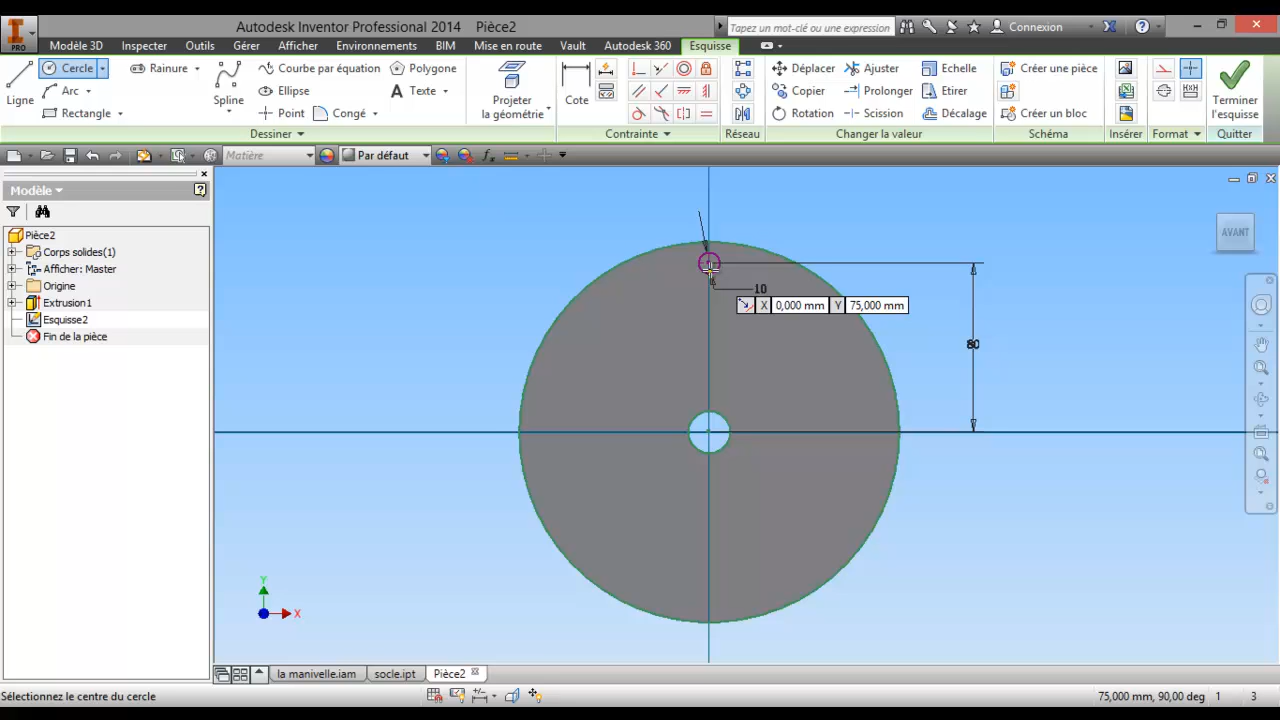 Autodesk Inventor Professional 2014 Pièce2
Tapez un mot-clé ou une expression
Connexion
PRO
Modèle 3D Inspecter Outils Gérer Afficher Environnements BIM Mise en route Vault Autodesk 360 Esquisse
Ligne
Cercle
Arc
Rectangle
Rainure
Spline
Courbe par équation
Ellipse
Point
Polygone
Texte
Congé
Projeter
la géométrie
Cote
Déplacer
Copier
Rotation
Ajuster
Prolonger
Scission
Echelle
Etirer
Décalage
Créer une pièce
Créer un bloc
Terminer
l'esquisse
Dessiner
Contrainte
Réseau
Changer la valeur
Schéma
Insérer
Format
Quitter
Matière
Par défaut
Modèle
Pièce2
Corps solides(1)
Afficher: Master
Origine
Extrusion1
Esquisse2
Fin de la pièce
AVANT
10
X 0,000 mm Y 75,000 mm
80
Y
X
la manivelle.iam socle.ipt Pièce2
Sélectionnez le centre du cercle
75,000 mm, 90,00 deg 1 3